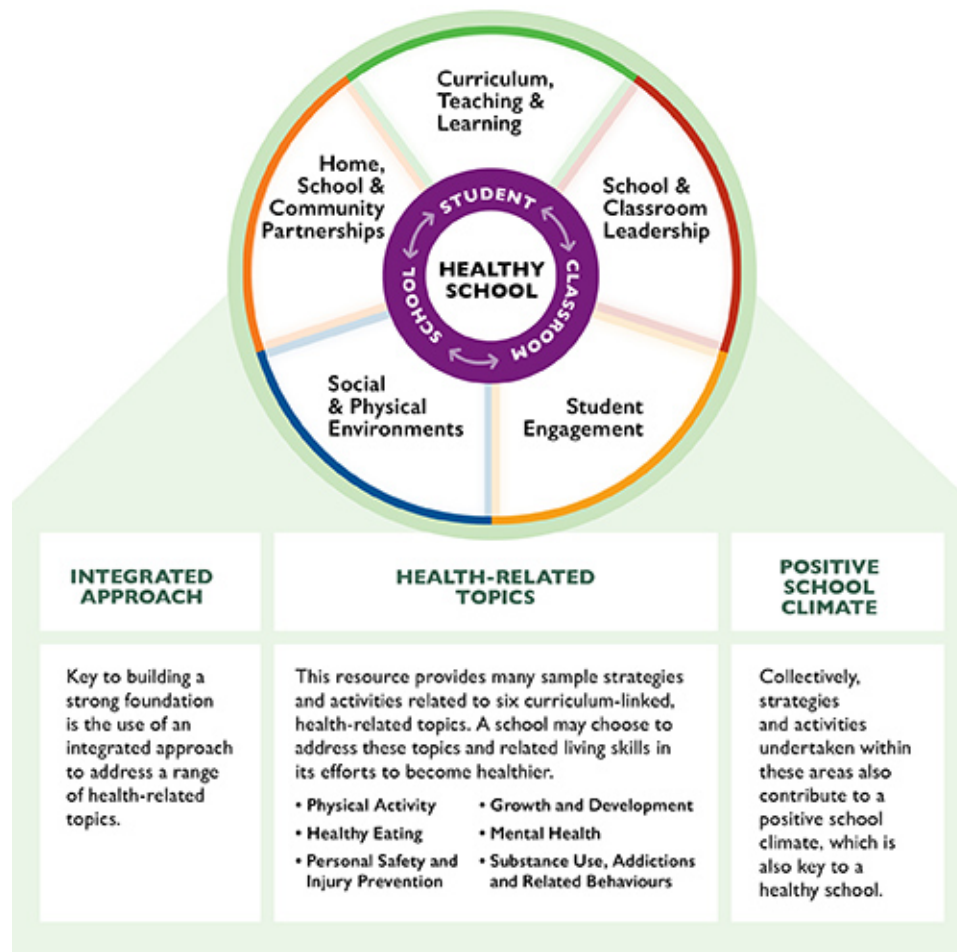 Curriculum,
Teaching &
Learning
Home,
School &
Community
Partnerships
School &
Classroom
Leadership
STUDENT
CLASSROOM
SCHOOL
HEALTHY
SCHOOL
Social
& Physical
Environments
Student
Engagement
INTEGRATED
APPROACH
Key to building a
strong foundation
is the use of an
integrated approach
to address a range
of health-related
topics.
HEALTH-RELATED
TOPICS
This resource provides many sample strategies
and activities related to six curriculum-linked,
health-related topics. A school may choose to
address these topics and related living skills in
its efforts to become healthier.
• Physical Activity
• Healthy Eating
• Personal Safety and
Injury Prevention
• Growth and Development
• Mental Health
• Substance Use, Addictions
and Related Behaviours
POSITIVE
SCHOOL
CLIMATE
Collectively,
strategies
and activities
undertaken within
these areas also
contribute to a
positive school
climate, which is
also key to a
healthy school.